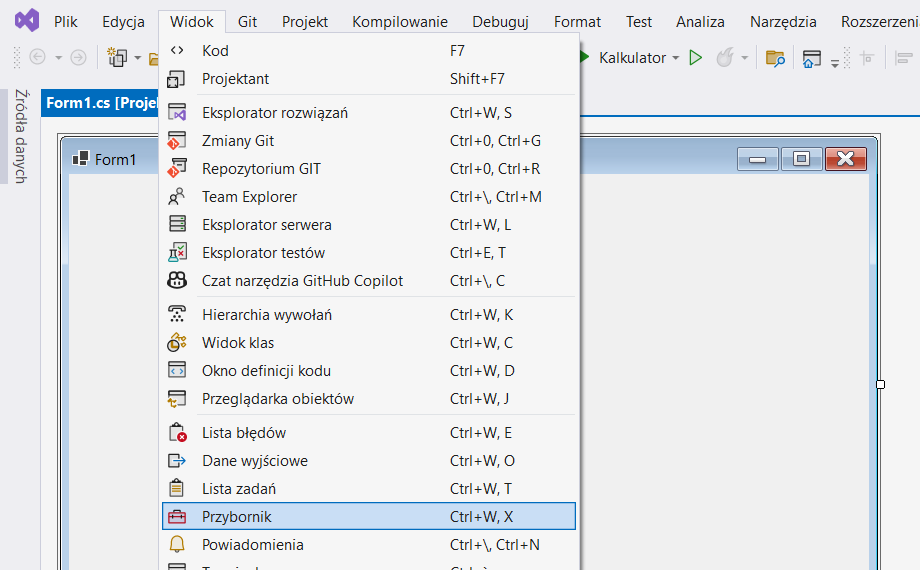 Plik Edycja Widok Git Projekt Kompilowanie Debuguj Format Test Analiza Narzędzia
Kalkulator
Źródła danych
Form1.cs
Form1
Kod F7
Projektant Shift+F7
Eksplorator rozwiązań Ctrl+W, S
Zmiany Git Ctrl+0, Ctrl+G
Repozytorium GIT Ctrl+0, Ctrl+R
Team Explorer Ctrl+\, Ctrl+M
Eksplorator serwera Ctrl+W, L
Eksplorator testów Ctrl+E, T
Czat narzędzia GitHub Copilot Ctrl+\, C
Hierarchia wywołań Ctrl+W, K
Widok klas Ctrl+W, C
Okno definicji kodu Ctrl+W, D
Przeglądarka obiektów Ctrl+W, J
Lista błędów Ctrl+W, E
Dane wyjściowe Ctrl+W, O
Lista zadań Ctrl+W, T
Przybornik Ctrl+W, X
Powiadomienia Ctrl+\, Ctrl+N